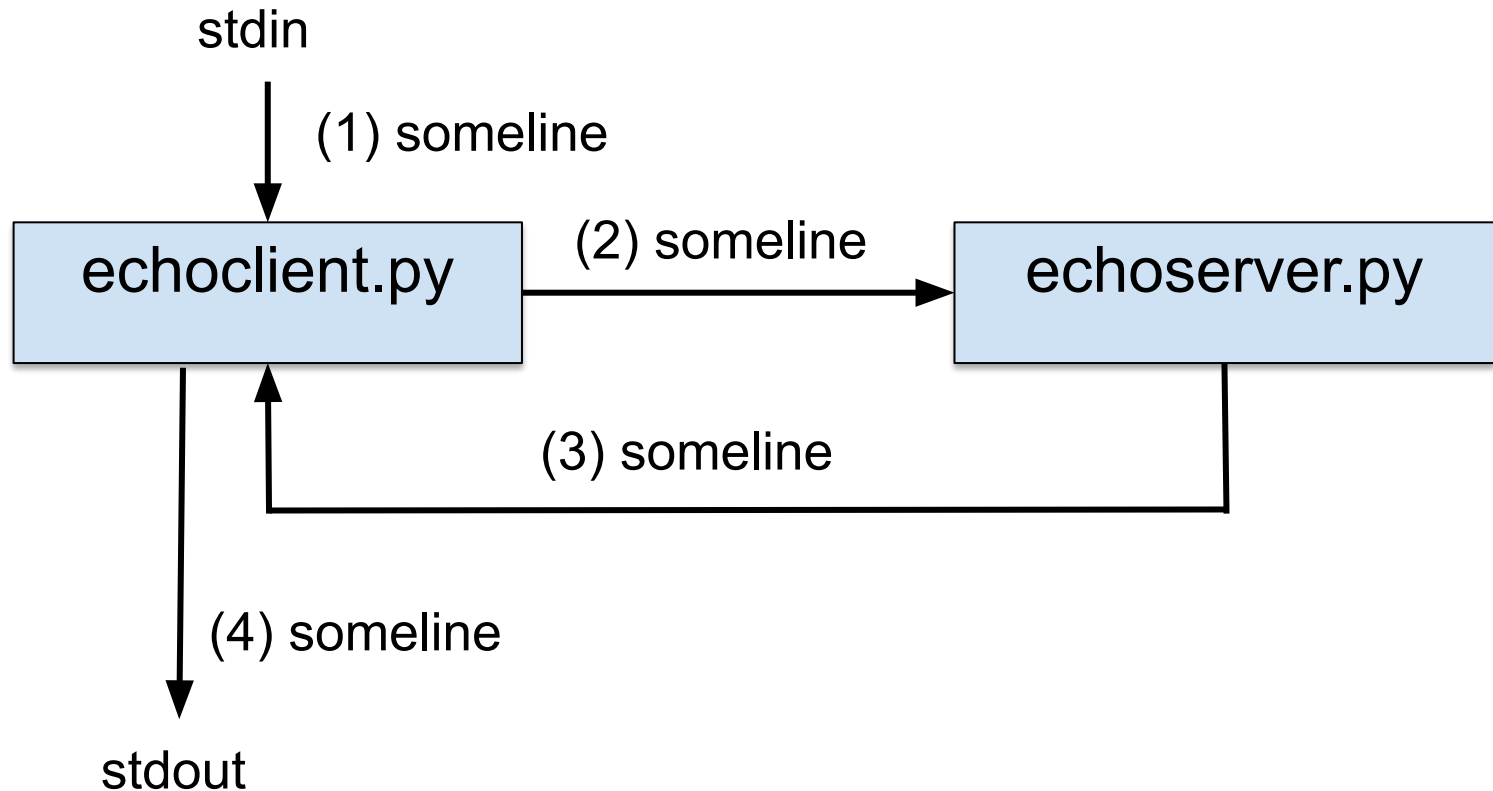 stdin
(1) someline
echoclient.py
(2) someline
echoserver.py
(3) someline
(4) someline
stdout